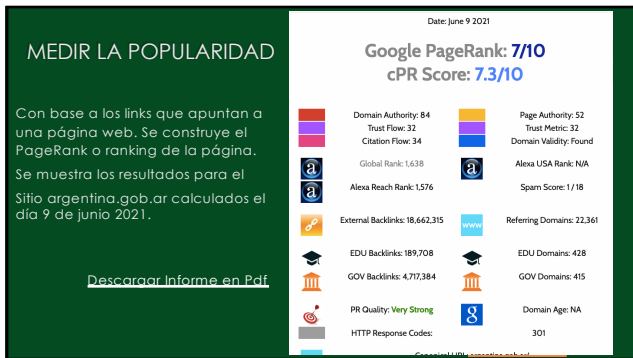 MEDIR LA POPULARIDAD
Con base a los links que apuntan a
una página web. Se construye el
PageRank o ranking de la página.
Se muestra los resultados para el
Sitio argentina.gob.ar calculados el
día 9 de junio 2021.
Descargar Informe en Pdf
Date: June 9 2021
Google PageRank: 7/10
cPR Score: 7.3/10
Domain Authority: 84
Page Authority: 52
Trust Flow: 32
Trust Metric: 32
Citation Flow: 34
Domain Validity: Found
a
Global Rank: 1,638
a
Alexa USA Rank: N/A
a
Alexa Reach Rank: 1,576
Spam Score: 1 / 18
External Backlinks: 18,662,315
www
Referring Domains: 22,361
EDU Backlinks: 189,708
EDU Domains: 428
GOV Backlinks: 4,717,384
GOV Domains: 415
PR Quality: Very Strong
8
Domain Age: NA
HTTP Response Codes:
301